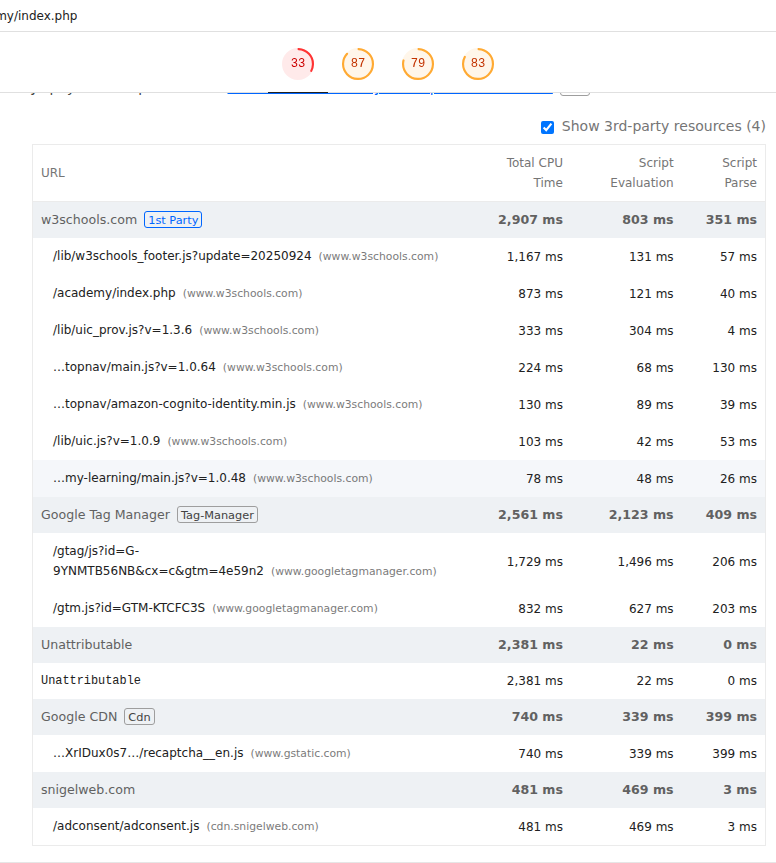 my/index.php
33 87 79 83
Show 3rd-party resources (4)
URL Total CPU Time Script Evaluation Script Parse
w3schools.com 1st Party 2,907 ms 803 ms 351 ms
/lib/w3schools_footer.js?update=20250924 (www.w3schools.com) 1,167 ms 131 ms 57 ms
/academy/index.php (www.w3schools.com) 873 ms 121 ms 40 ms
/lib/uic_prov.js?v=1.3.6 (www.w3schools.com) 333 ms 304 ms 4 ms
…topnav/main.js?v=1.0.64 (www.w3schools.com) 224 ms 68 ms 130 ms
…topnav/amazon-cognito-identity.min.js (www.w3schools.com) 130 ms 89 ms 39 ms
/lib/uic.js?v=1.0.9 (www.w3schools.com) 103 ms 42 ms 53 ms
…my-learning/main.js?v=1.0.48 (www.w3schools.com) 78 ms 48 ms 26 ms
Google Tag Manager Tag-Manager 2,561 ms 2,123 ms 409 ms
/gtag/js?id=G-
9YNMTB56NB&cx=c&gtm=4e59n2 (www.googletagmanager.com) 1,729 ms 1,496 ms 206 ms
/gtm.js?id=GTM-KTCFC3S (www.googletagmanager.com) 832 ms 627 ms 203 ms
Unattributable 2,381 ms 22 ms 0 ms
Unattributable 2,381 ms 22 ms 0 ms
Google CDN Cdn 740 ms 339 ms 399 ms
…XrIDux0s7…/recaptcha__en.js (www.gstatic.com) 740 ms 339 ms 399 ms
snigelweb.com 481 ms 469 ms 3 ms
/adconsent/adconsent.js (cdn.snigelweb.com) 481 ms 469 ms 3 ms